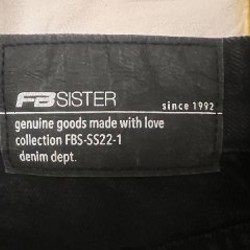 FBSISTER
since 1992
genuine goods made with love
collection FBS-SS22-1
denim dept.